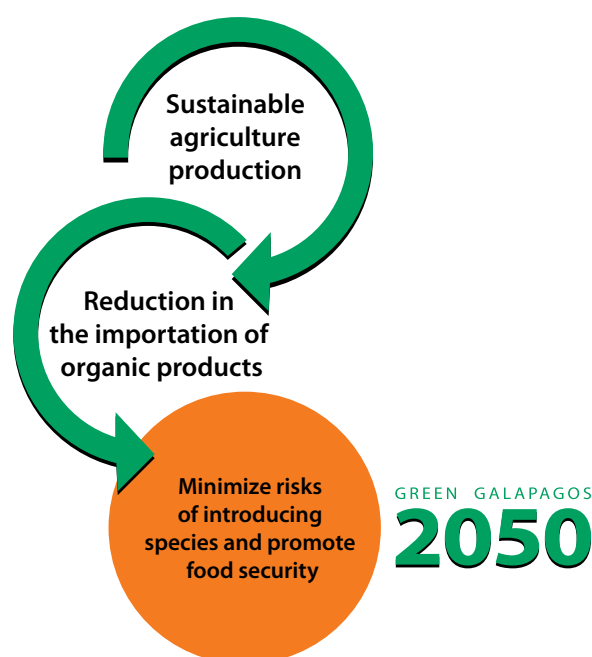 Sustainable
agriculture
production
Reduction in
the importation of
organic products
Minimize risks
of introducing
species and promote
food security
GREEN GALAPAGOS
2050